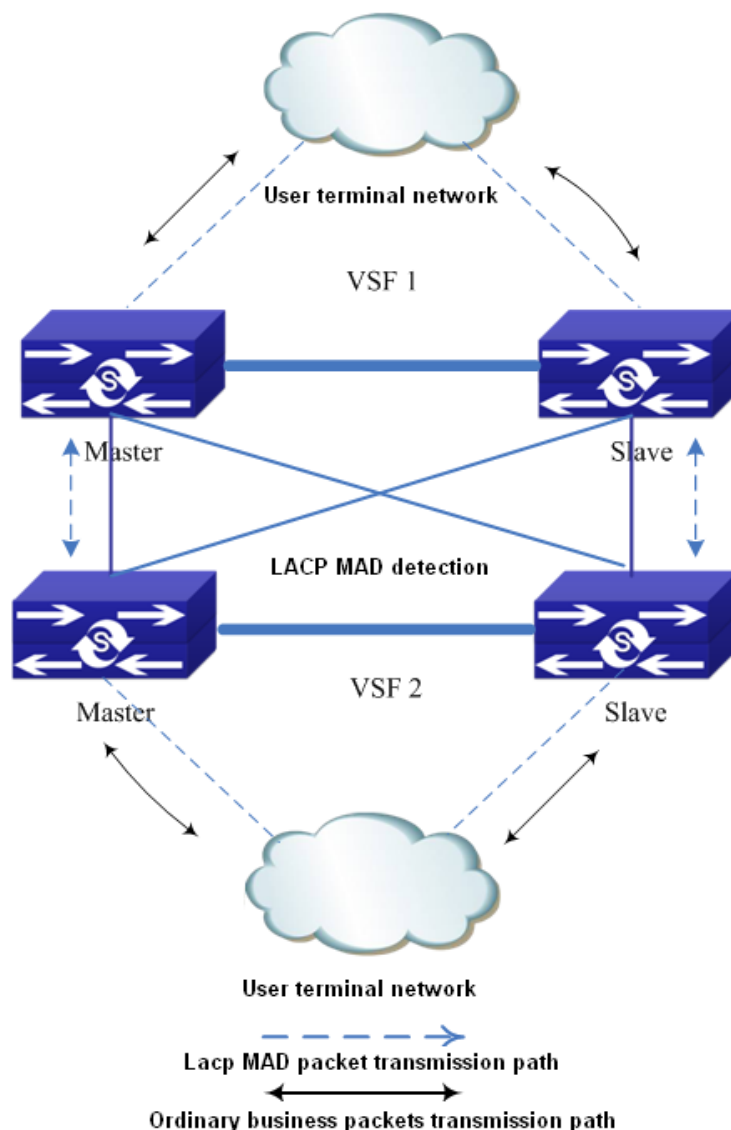 User terminal network
VSF 1
S
S
Master
Slave
LACP MAD detection
S
S
VSF 2
Master
Slave
User terminal network
Lacp MAD packet transmission path
Ordinary business packets transmission path